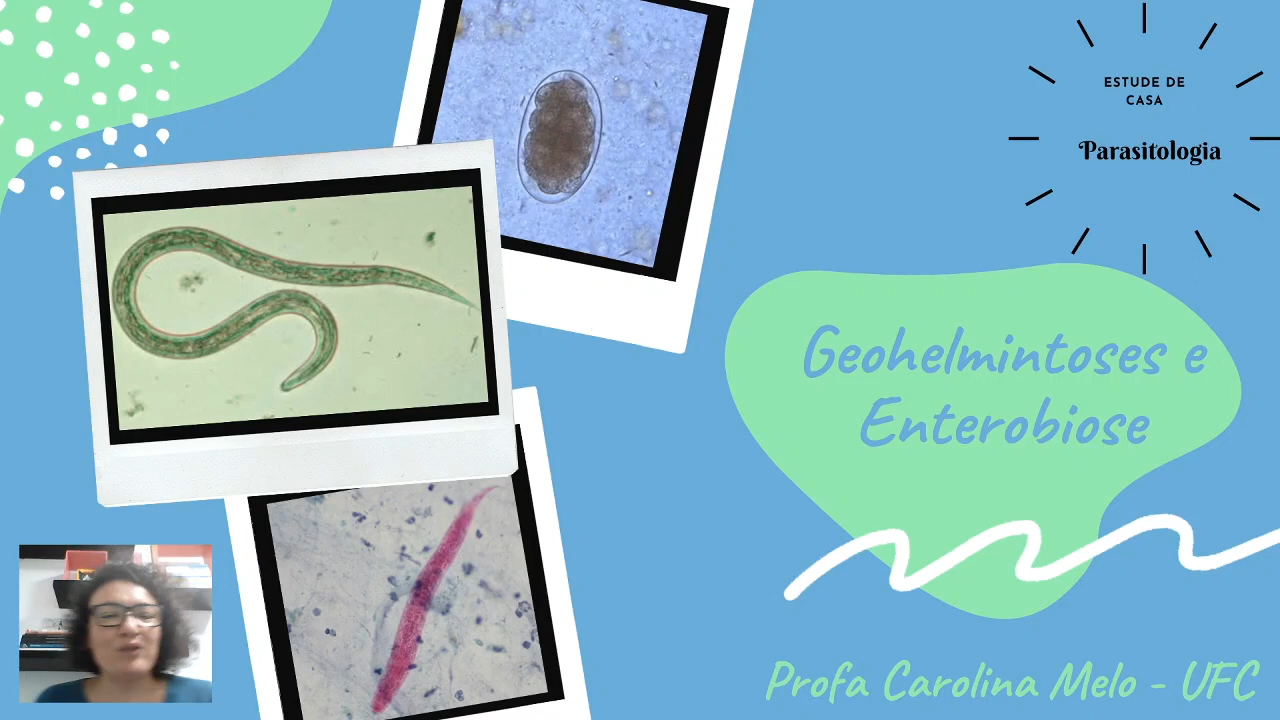 ESTUDE DE
CASA
Parasitologia
Geohelmintoses e
Enterobiose
Profa Carolina Melo - UFC